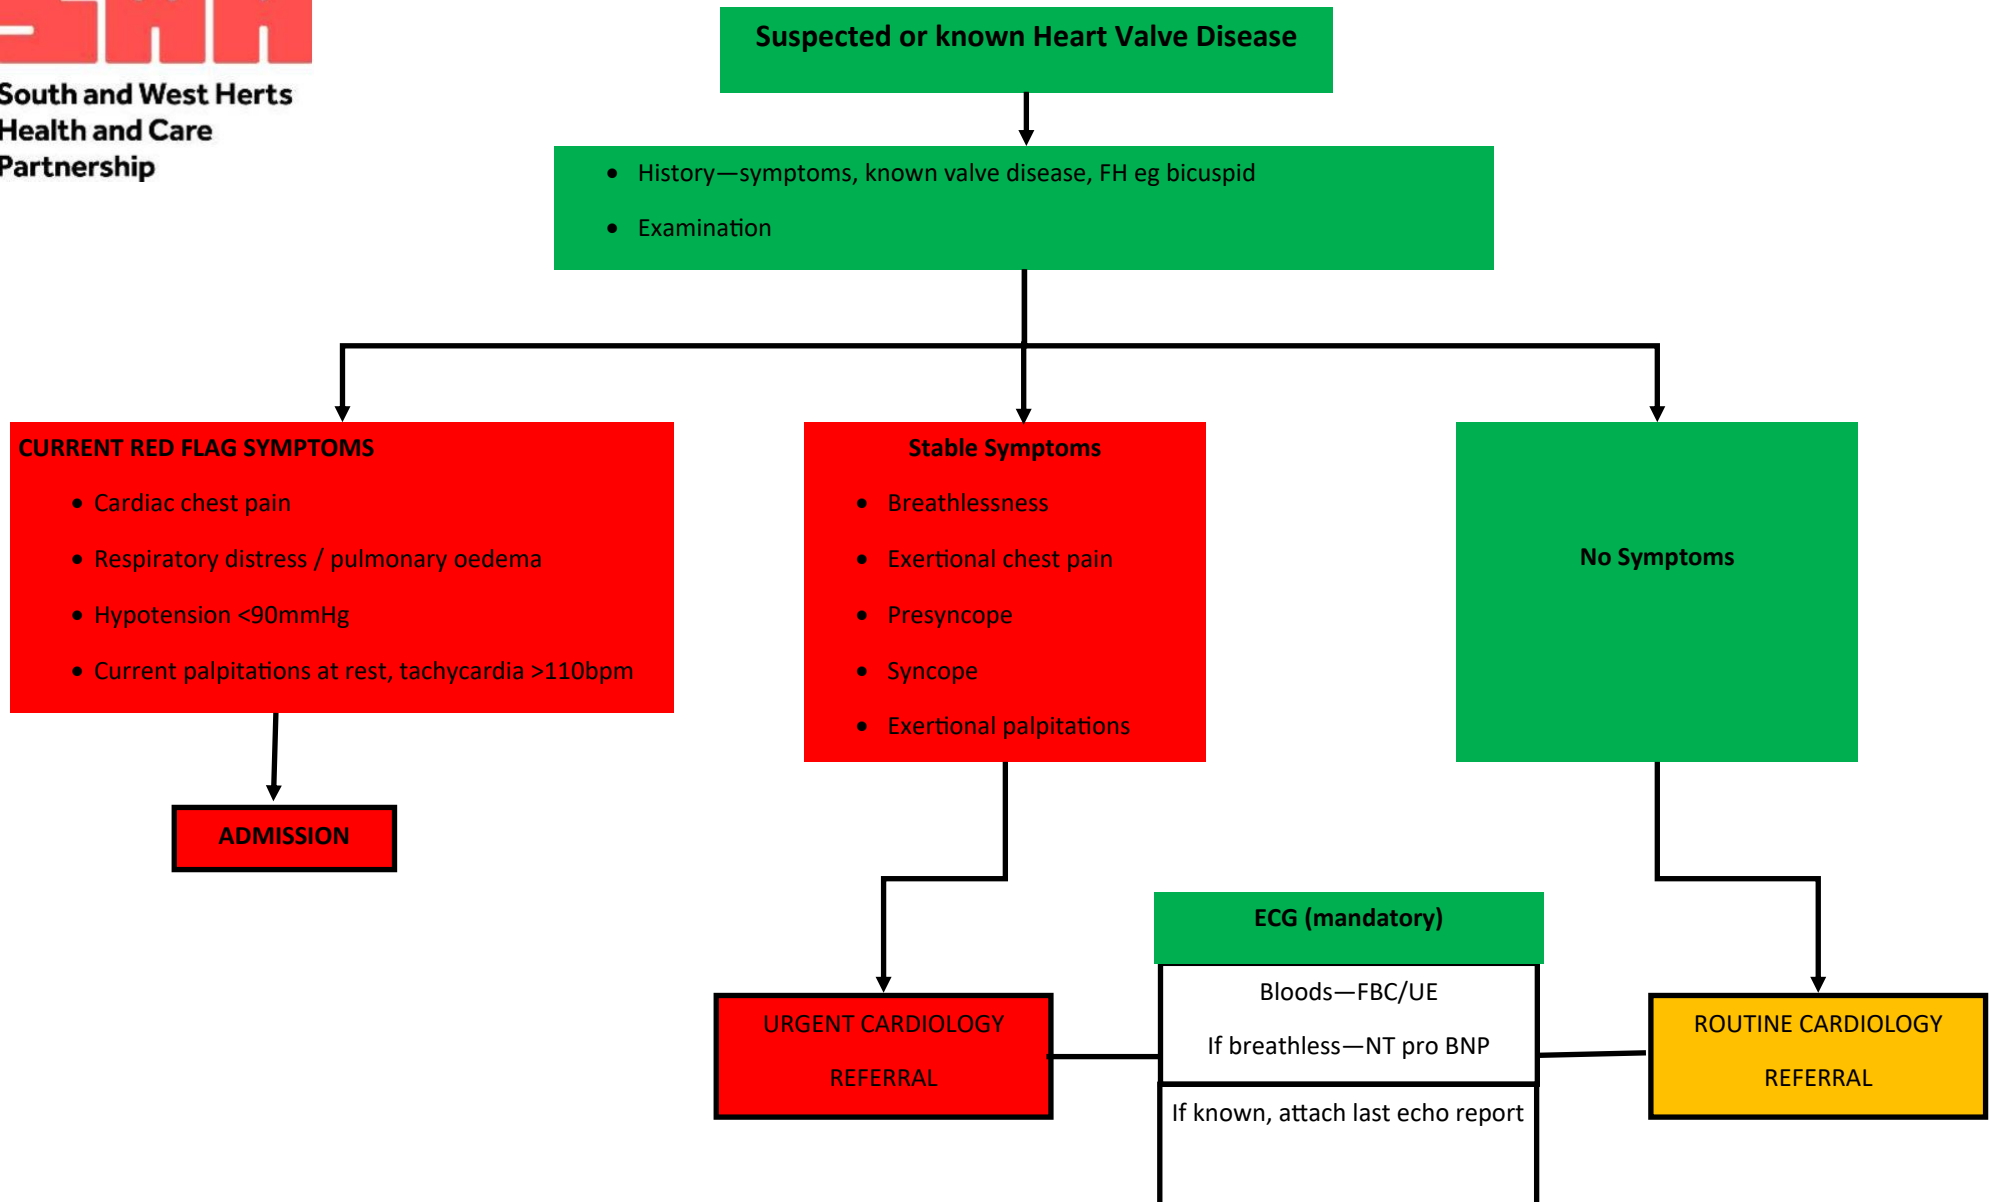 South and West Herts
Health and Care
Partnership
Suspected or known Heart Valve Disease
• History—symptoms, known valve disease, FH eg bicuspid
• Examination
CURRENT RED FLAG SYMPTOMS
• Cardiac chest pain
• Respiratory distress / pulmonary oedema
• Hypotension <90mmHg
• Current palpitations at rest, tachycardia >110bpm
ADMISSION
Stable Symptoms
• Breathlessness
• Exertional chest pain
• Presyncope
• Syncope
• Exertional palpitations
No Symptoms
URGENT CARDIOLOGY
REFERRAL
ECG (mandatory)
Bloods—FBC/UE
If breathless—NT pro BNP
If known, attach last echo report
ROUTINE CARDIOLOGY
REFERRAL